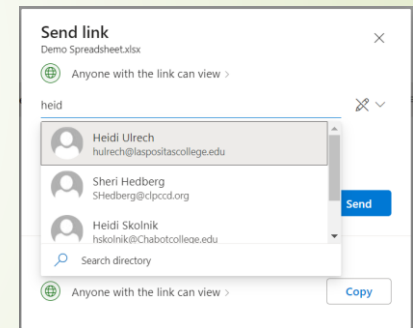 Send link
Demo Spreadsheet.xlsx
Anyone with the link can view >
heid
Heidi Ulrech
hulrech@laspositascollege.edu
Sheri Hedberg
SHedberg@clpccd.org
Heidi Skolnik
hskolnik@Chabotcollege.edu
Send
Search directory
Anyone with the link can view >
Copy